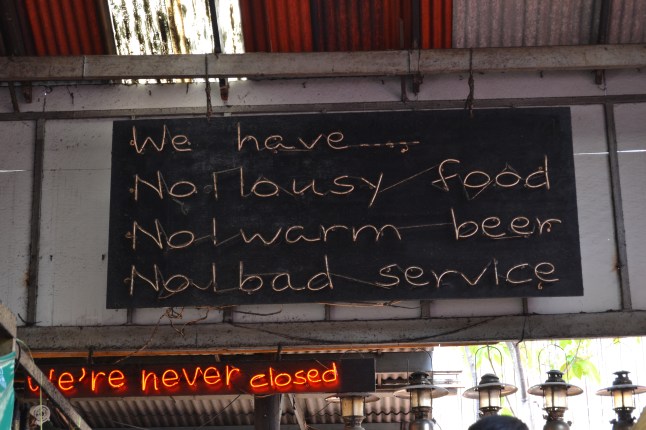 We have ....
No lousy food
No warm beer
No bad service
We're never closed